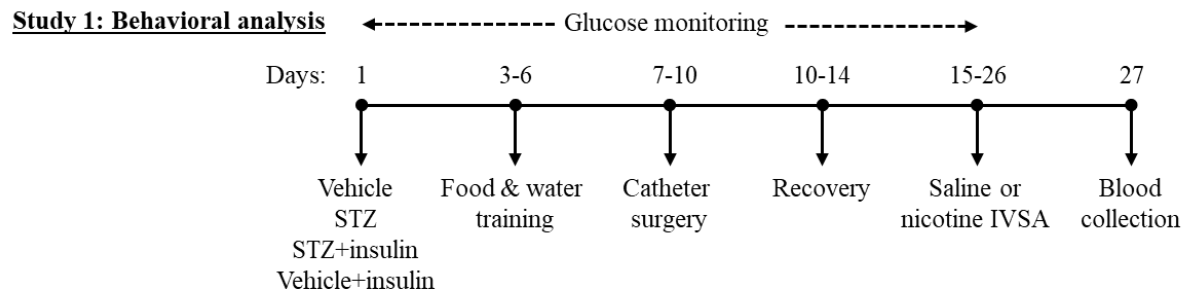 Study 1: Behavioral analysis
Glucose monitoring
Days: 1 3-6 7-10 10-14 15-26 27
Vehicle
STZ
STZ+insulin
Vehicle+insulin
Food & water
training
Catheter
surgery
Recovery
Saline or
nicotine IVSA
Blood
collection